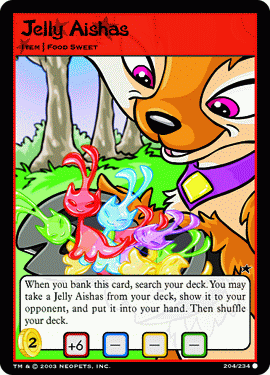 Jelly Aishas
Item | Food Sweet
When you bank this card, search your deck. You may
take a Jelly Aishas from your deck, show it to your
opponent, and put it into your hand. Then shuffle
your deck.
2 +6 – – –
TM & © 2003 NEOPETS, INC. 204/234